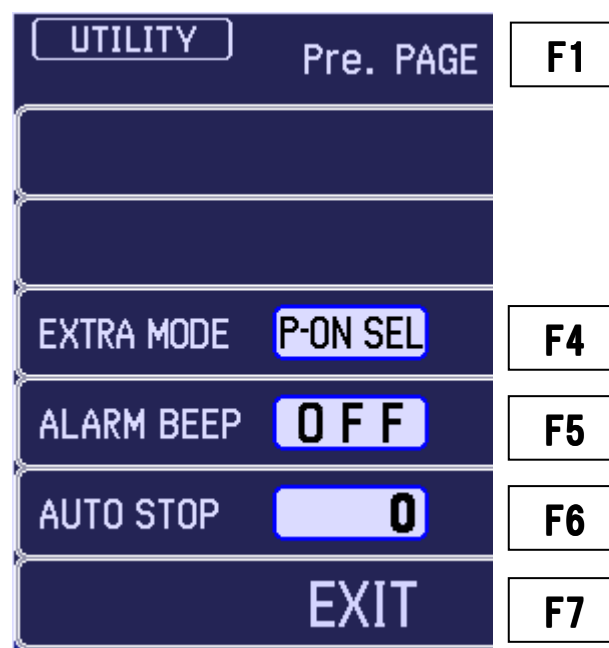 UTILITY
Pre. PAGE F1
EXTRA MODE P-ON SEL F4
ALARM BEEP OFF F5
AUTO STOP 0 F6
EXIT F7